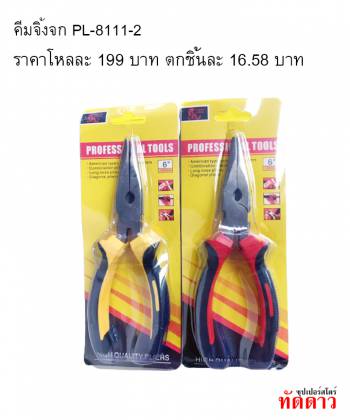 คีมจิ้งจก PL-8111-2
ราคาโหลละ 199 บาท ตกชิ้นละ 16.58 บาท
PROFESSIONAL TOOLS
6"
PROFESSIONAL TOOLS
6"
HIGH QUALITY PLIERS
ซุปเปอร์สโตร์
ทัดดาว